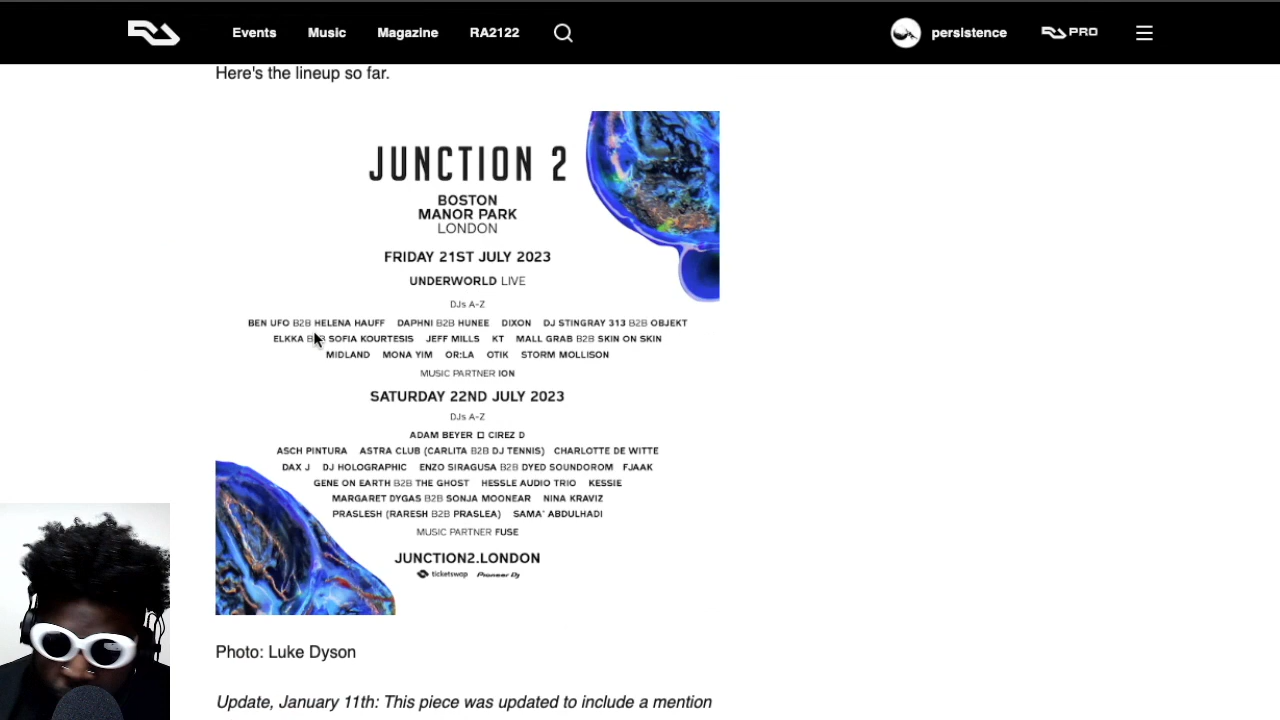 Events Music Magazine RA2122 persistence PRO
Here's the lineup so far.
JUNCTION 2
BOSTON
MANOR PARK
LONDON
FRIDAY 21ST JULY 2023
UNDERWORLD LIVE
DJs A-Z
BEN UFO B2B HELENA HAUFF DAPHNI B2B HUNEE DIXON DJ STINGRAY 313 B2B OBJEKT
ELKKA B2B SOFIA KOURTESIS JEFF MILLS KT MALL GRAB B2B SKIN ON SKIN
MIDLAND MONA YIM OR:LA OTIK STORM MOLLISON
MUSIC PARTNER ION
SATURDAY 22ND JULY 2023
DJs A-Z
ADAM BEYER □ CIREZ D
ASCH PINTURA ASTRA CLUB (CARLITA B2B DJ TENNIS) CHARLOTTE DE WITTE
DAX J DJ HOLOGRAPHIC ENZO SIRAGUSA B2B DYED SOUNDOROM FJAAK
GENE ON EARTH B2B THE GHOST HESSLE AUDIO TRIO KESSIE
MARGARET DYGAS B2B SONJA MOONEAR NINA KRAVIZ
PRASLESH (RARESH B2B PRASLEA) SAMA' ABDULHADI
MUSIC PARTNER FUSE
JUNCTION2.LONDON
ticketswap Pioneer Dj
Photo: Luke Dyson
Update, January 11th: This piece was updated to include a mention